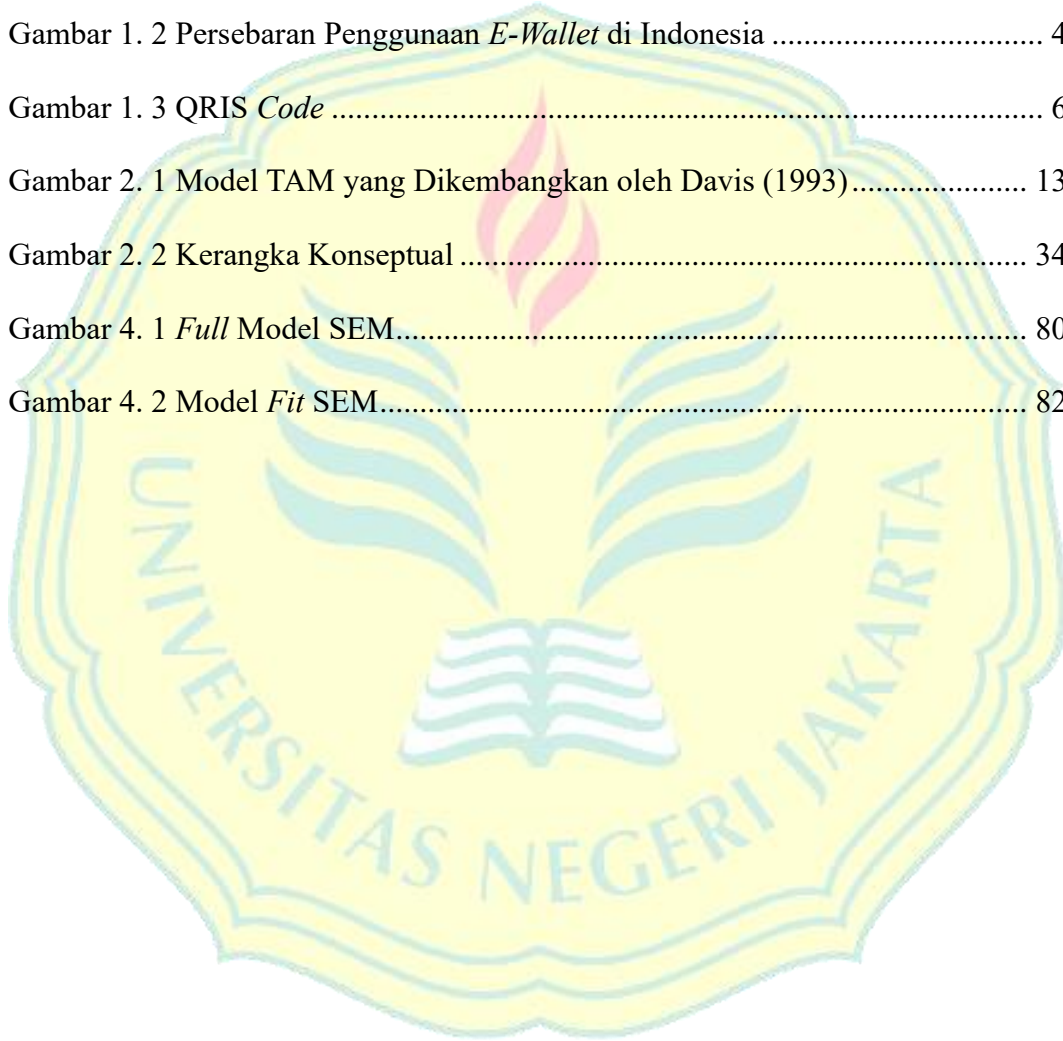 Gambar 1. 2 Persebaran Penggunaan E-Wallet di Indonesia .................................. 4
Gambar 1. 3 QRIS Code ......................................................................................... 6
Gambar 2. 1 Model TAM yang Dikembangkan oleh Davis (1993)...................... 13
Gambar 2. 2 Kerangka Konseptual ....................................................................... 34
Gambar 4. 1 Full Model SEM............................................................................... 80
Gambar 4. 2 Model Fit SEM................................................................................. 82
UNIVERSITAS NEGERI JAKARTA